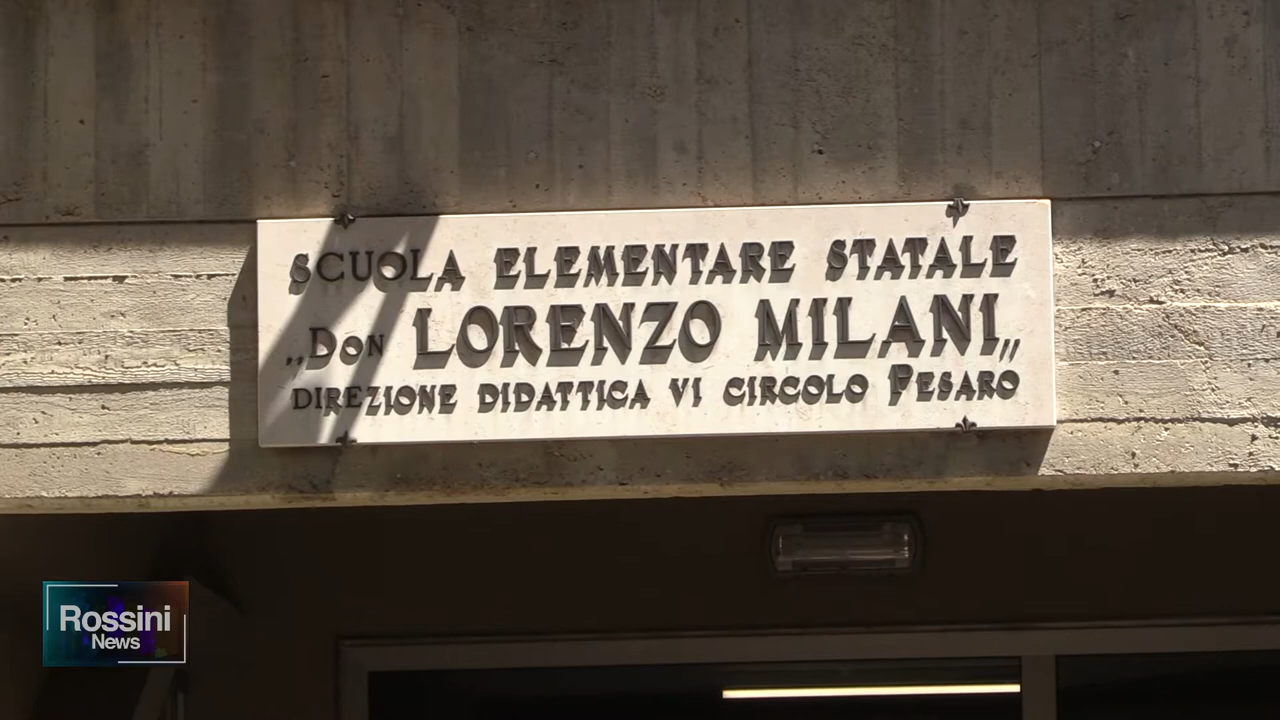 SCUOLA ELEMENTARE STATALE
„DON LORENZO MILANI„
DIREZIONE DIDATTICA VI CIRCOLO PESARO
Rossini
News